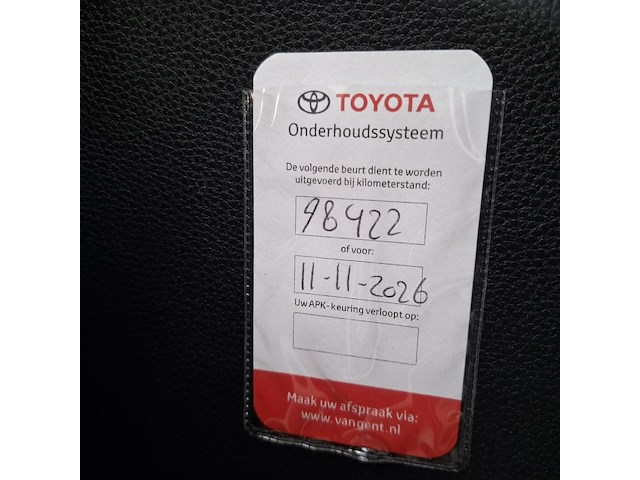 TOYOTA
Onderhoudssysteem
De volgende beurt dient te worden
uitgevoerd bij kilometerstand:
98422
of voor:
11-11-2026
Uw APK-keuring verloopt op:
Maak uw afspraak via:
www.vangent.nl